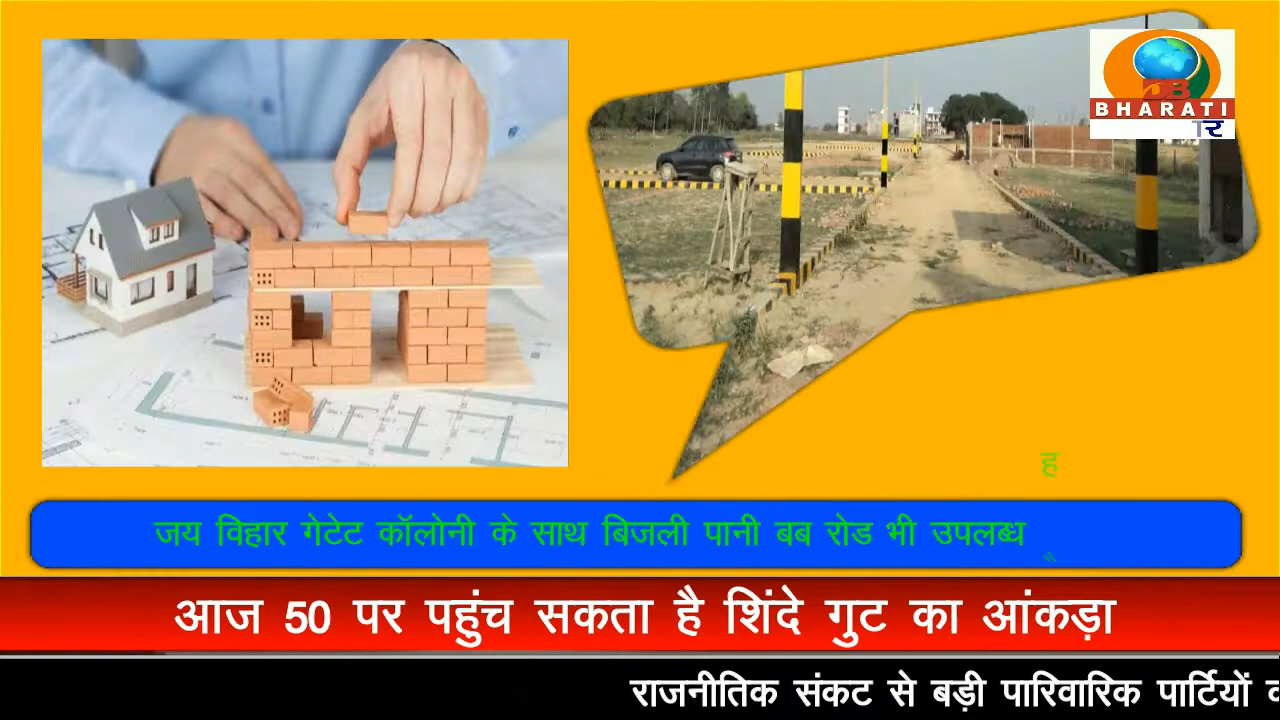 BHARATI
ह
जय विहार गेटेट कॉलोनी के साथ बिजली पानी बब रोड भी उपलब्ध
आज 50 पर पहुंच सकता है शिंदे गुट का आंकड़ा
राजनीतिक संकट से बड़ी पारिवारिक पार्टियों